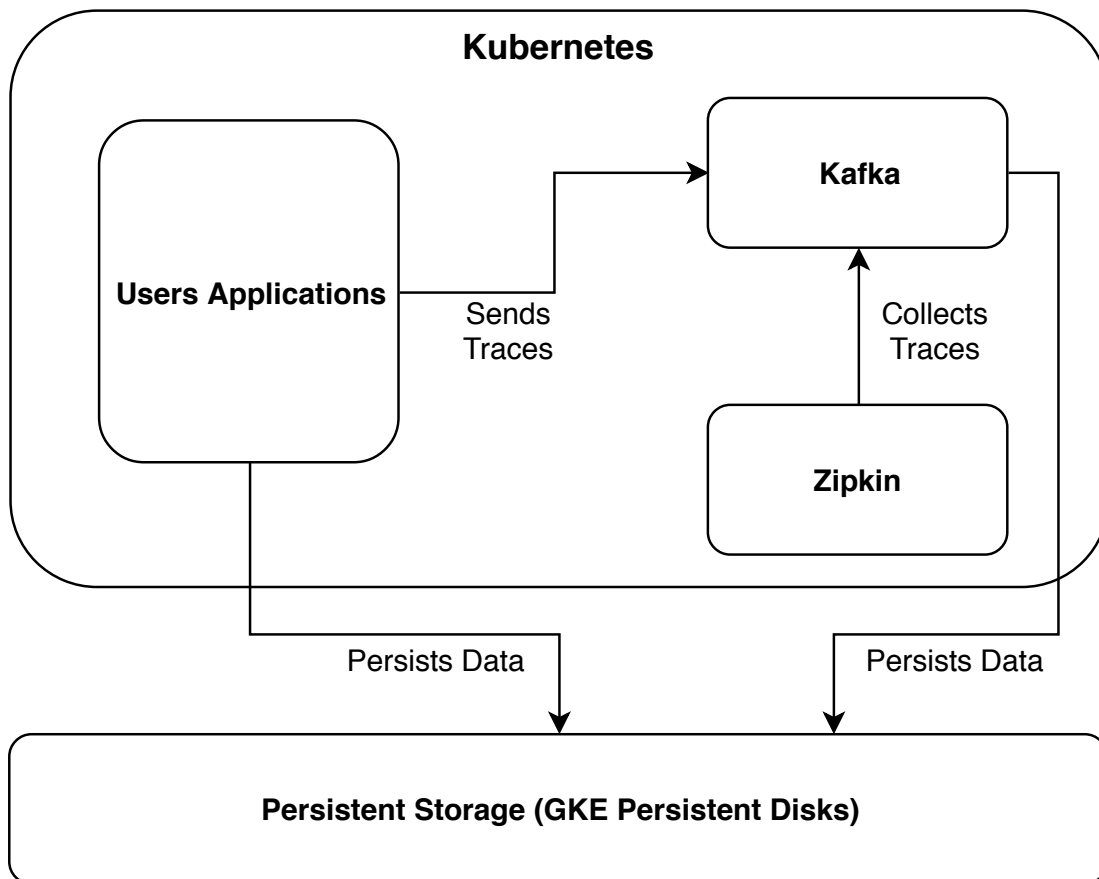 Kubernetes
Kafka
Users Applications
Sends
Traces
Collects
Traces
Zipkin
Persists Data
Persists Data
Persistent Storage (GKE Persistent Disks)